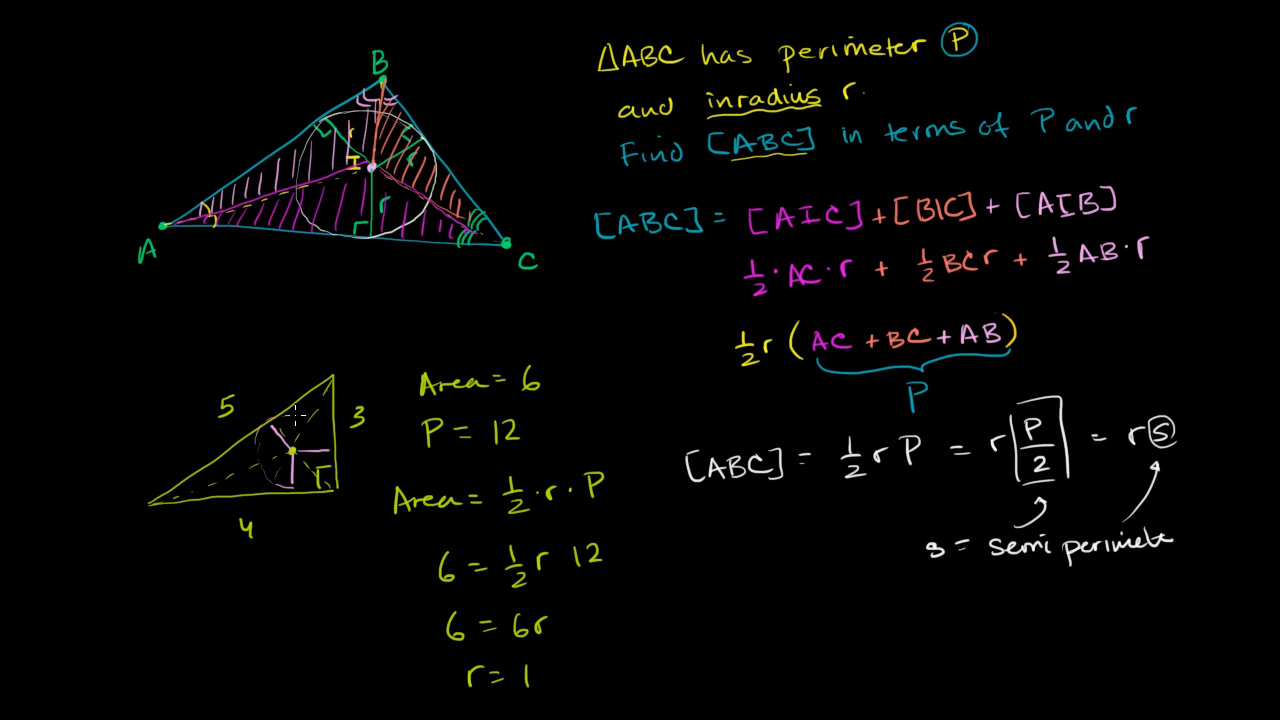 △ABC has perimeter P
and inradius r.
Find [ABC] in terms of P and r
[ABC] = [AIC] + [BIC] + [AIB]
1/2 · AC · r + 1/2 BC r + 1/2 AB · r
1/2 r (AC + BC + AB)
P
[ABC] = 1/2 r P = r P/2 = r s
s = semi perimete
B
r
r
I
r
A
C
5
3
4
Area = 6
P = 12
Area = 1/2 · r · P
6 = 1/2 r 12
6 = 6r
r = 1